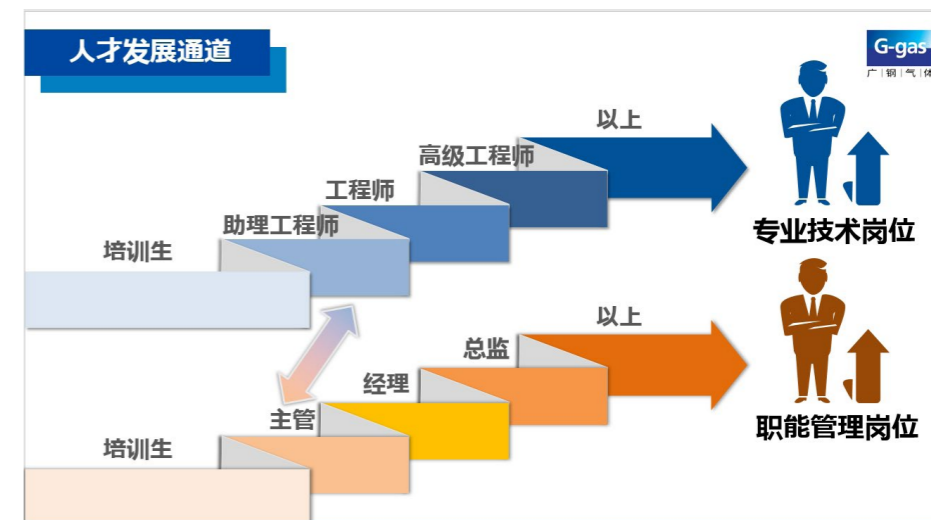 人才发展通道
G-gas
广|钢|气|体
以上
高级工程师
工程师
助理工程师
培训生
专业技术岗位
以上
总监
经理
主管
培训生
职能管理岗位